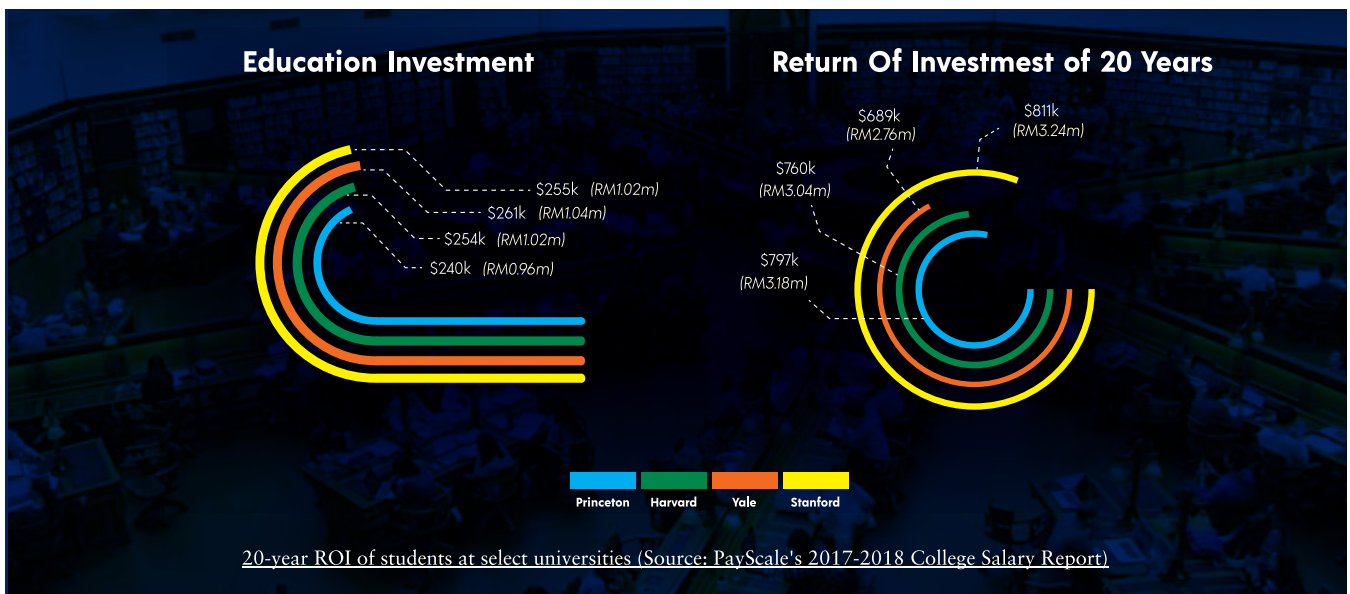 Education Investment
$255k (RM1.02m)
$261k (RM1.04m)
$254k (RM1.02m)
$240k (RM0.96m)
Return Of Investmest of 20 Years
$811k
(RM3.24m)
$689k
(RM2.76m)
$760k
(RM3.04m)
$797k
(RM3.18m)
Princeton Harvard Yale Stanford
20-year ROI of students at select universities (Source: PayScale's 2017-2018 College Salary Report)